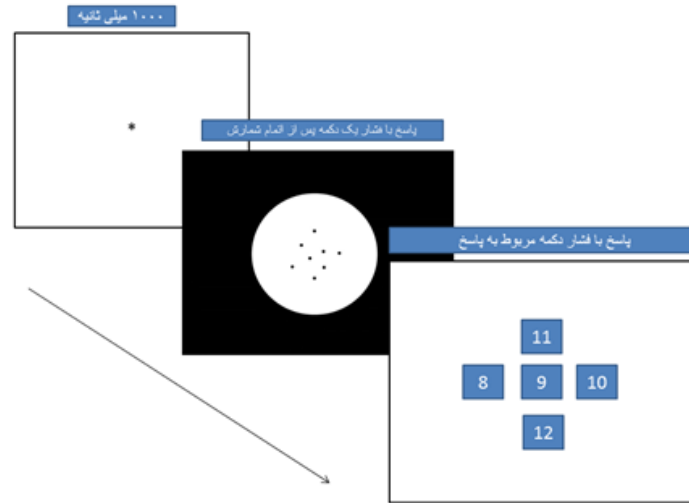 ۱۰۰۰ میلی ثانیه
*
پاسخ با فشار یک دکمه پس از اتمام شمارش
پاسخ با فشار دکمه مربوط به پاسخ
11
8 9 10
12